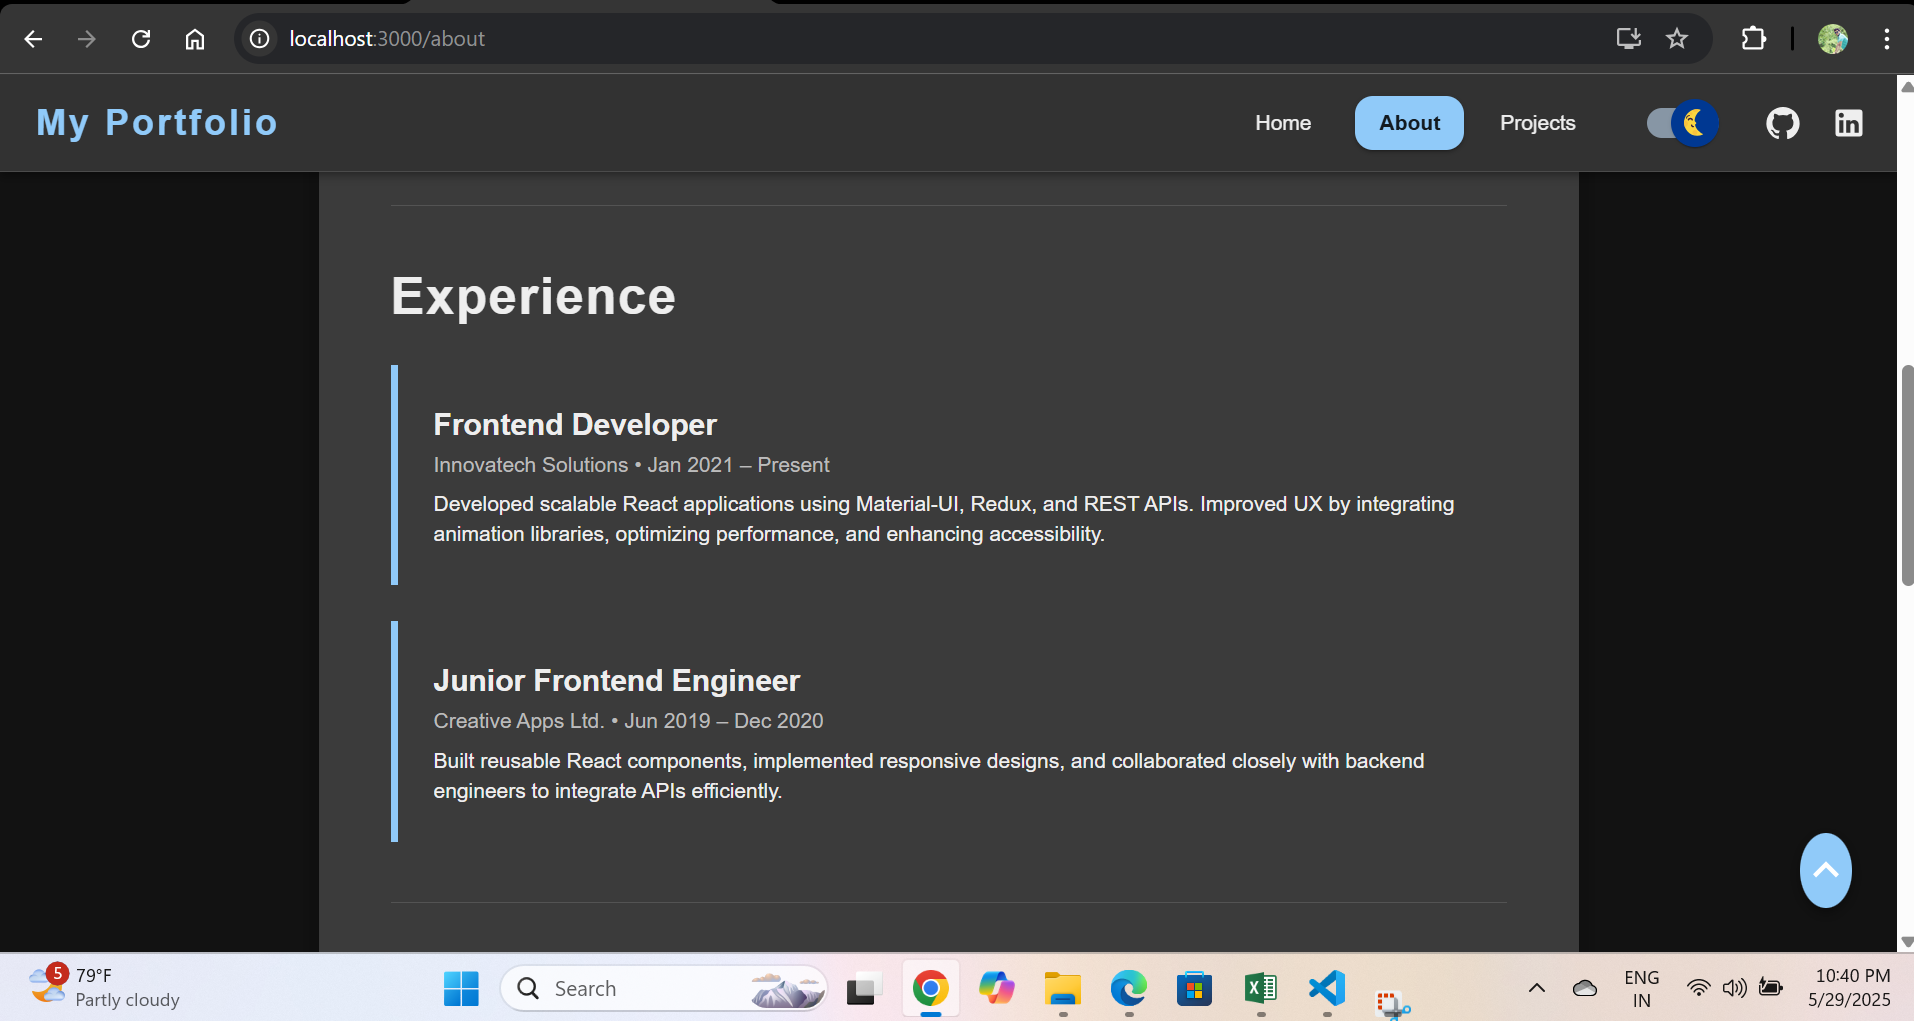 localhost:3000/about
My Portfolio
Home
About
Projects
Experience
Frontend Developer
Innovatech Solutions • Jan 2021 – Present
Developed scalable React applications using Material-UI, Redux, and REST APIs. Improved UX by integrating
animation libraries, optimizing performance, and enhancing accessibility.
Junior Frontend Engineer
Creative Apps Ltd. • Jun 2019 – Dec 2020
Built reusable React components, implemented responsive designs, and collaborated closely with backend
engineers to integrate APIs efficiently.
5
79°F
Partly cloudy
Search
ENG
IN
10:40 PM
5/29/2025